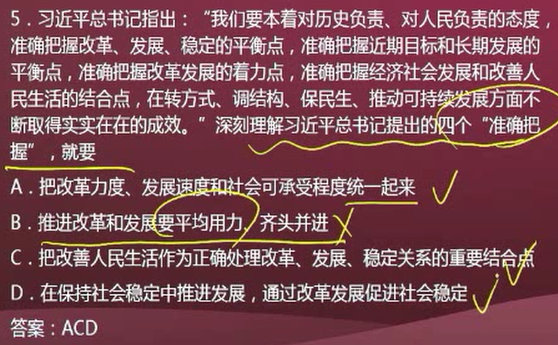 5．习近平总书记指出：“我们要本着对历史负责、对人民负责的态度，
准确把握改革、发展、稳定的平衡点，准确把握近期目标和长期发展的
平衡点，准确把握改革发展的着力点，准确把握经济社会发展和改善人
民生活的结合点，在转方式、调结构、保民生、推动可持续发展方面不
断取得实实在在的成效。”深刻理解习近平总书记提出的四个“准确把
握”，就要
A．把改革力度、发展速度和社会可承受程度统一起来
B．推进改革和发展要平均用力、齐头并进
C．把改善人民生活作为正确处理改革、发展、稳定关系的重要结合点
D．在保持社会稳定中推进发展，通过改革发展促进社会稳定
答案：ACD